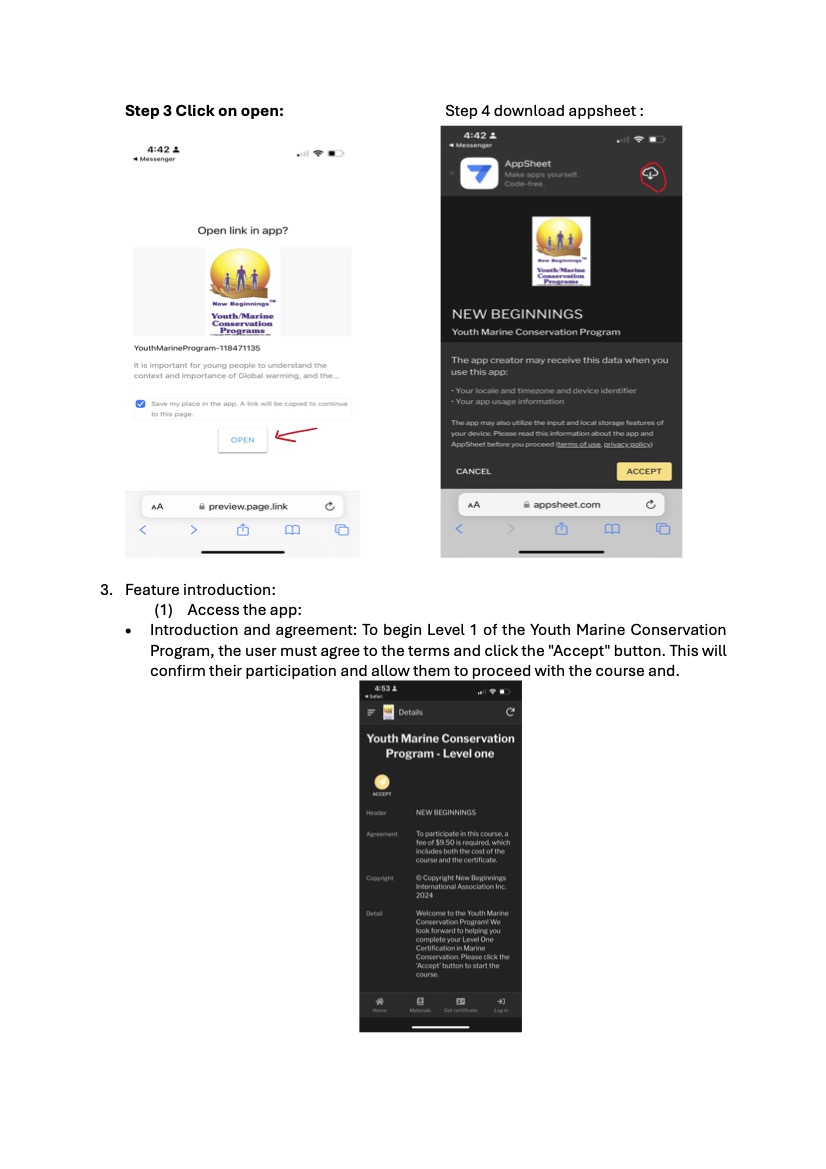 Step 3 Click on open:
Step 4 download appsheet :
4:42
Messenger
Open link in app?
New Beginnings™
Youth/Marine
Conservation
Programs
YouthMarineProgram-118471135
It is important for young people to understand the
context and importance of Global warming, and the...
Save my place in the app. A link will be copied to continue
to this page.
OPEN
AA
preview.page.link
4:42
Messenger
AppSheet
Make apps yourself.
Code-free.
New Beginnings™
Youth/Marine
Conservation
Programs
NEW BEGINNINGS
Youth Marine Conservation Program
The app creator may receive this data when you
use this app:
• Your locale and timezone and device identifier
• Your app usage information
The app may also utilize the input and local storage features of
your device. Please read this information about the app and
AppSheet before you proceed (terms of use, privacy policy)
CANCEL
ACCEPT
AA
appsheet.com
3. Feature introduction:
(1) Access the app:
• Introduction and agreement: To begin Level 1 of the Youth Marine Conservation
Program, the user must agree to the terms and click the "Accept" button. This will
confirm their participation and allow them to proceed with the course and.
4:53
Safari
Details
Youth Marine Conservation
Program - Level one
ACCEPT
Header
NEW BEGINNINGS
Agreement
To participate in this course, a
fee of $9.50 is required, which
includes both the cost of the
course and the certificate.
Copyright
© Copyright New Beginnings
International Association Inc.
2024
Detail
Welcome to the Youth Marine
Conservation Program! We
look forward to helping you
complete your Level One
Certification in Marine
Conservation. Please click the
'Accept' button to start the
course.
Home
Materials
Get certificate
Log in